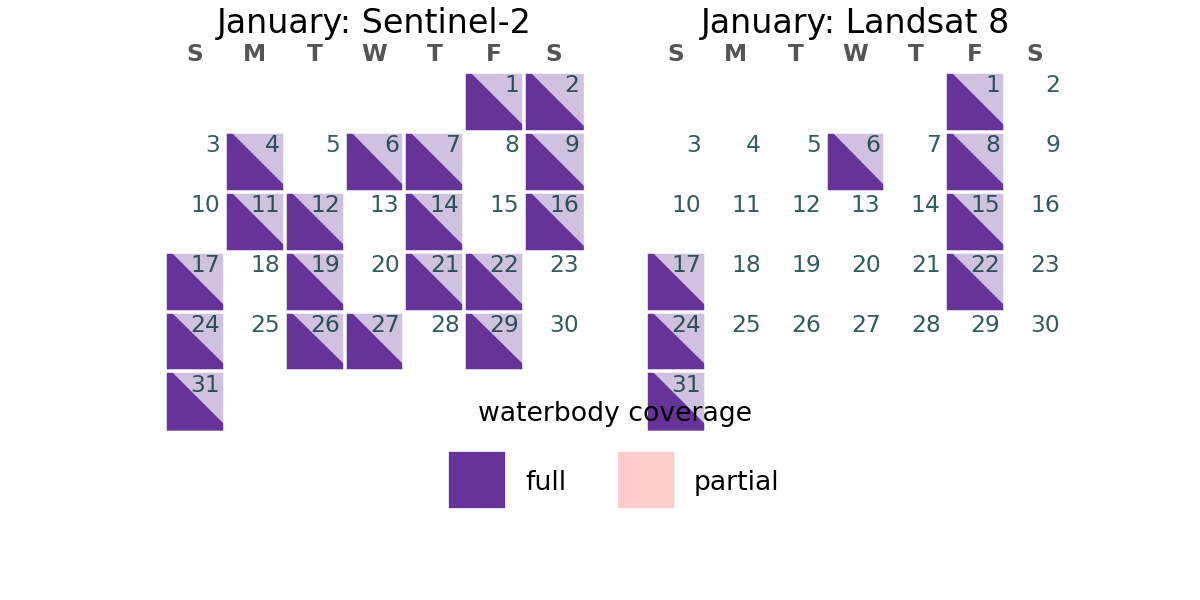 January: Sentinel-2
S M T W T F S
1 2
3 4 5 6 7 8 9
10 11 12 13 14 15 16
17 18 19 20 21 22 23
24 25 26 27 28 29 30
31
January: Landsat 8
S M T W T F S
1 2
3 4 5 6 7 8 9
10 11 12 13 14 15 16
17 18 19 20 21 22 23
24 25 26 27 28 29 30
31
waterbody coverage
full partial